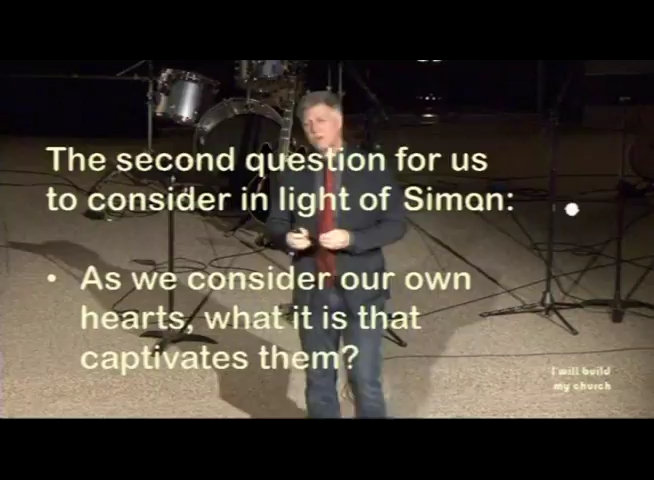 The second question for us
to consider in light of Simon:
• As we consider our own
hearts, what it is that
captivates them?
I will build
my church